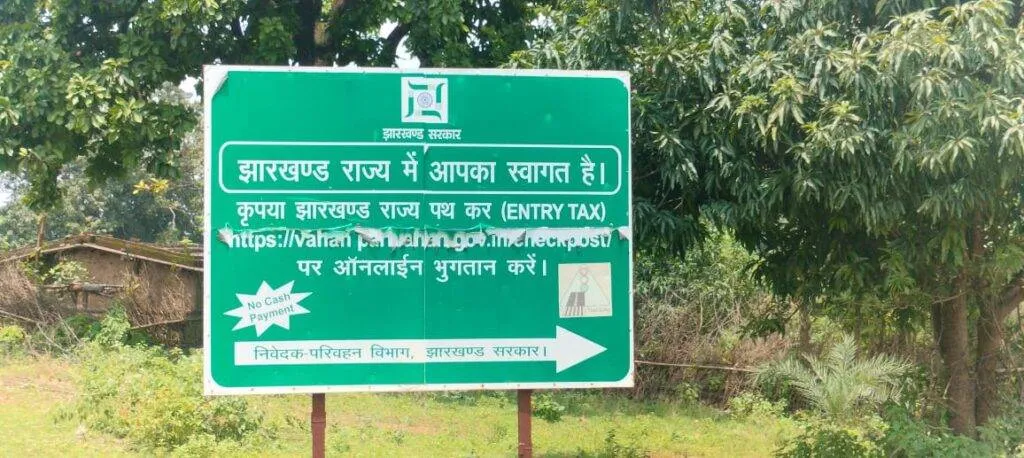 झारखण्ड सरकार
झारखण्ड राज्य में आपका स्वागत है।
कृपया झारखण्ड राज्य पथ कर (ENTRY TAX)
https://vahan.parivahan.gov.in/checkpost/
पर ऑनलाईन भुगतान करें।
No Cash
Payment
निवेदक-परिवहन विभाग, झारखण्ड सरकार।